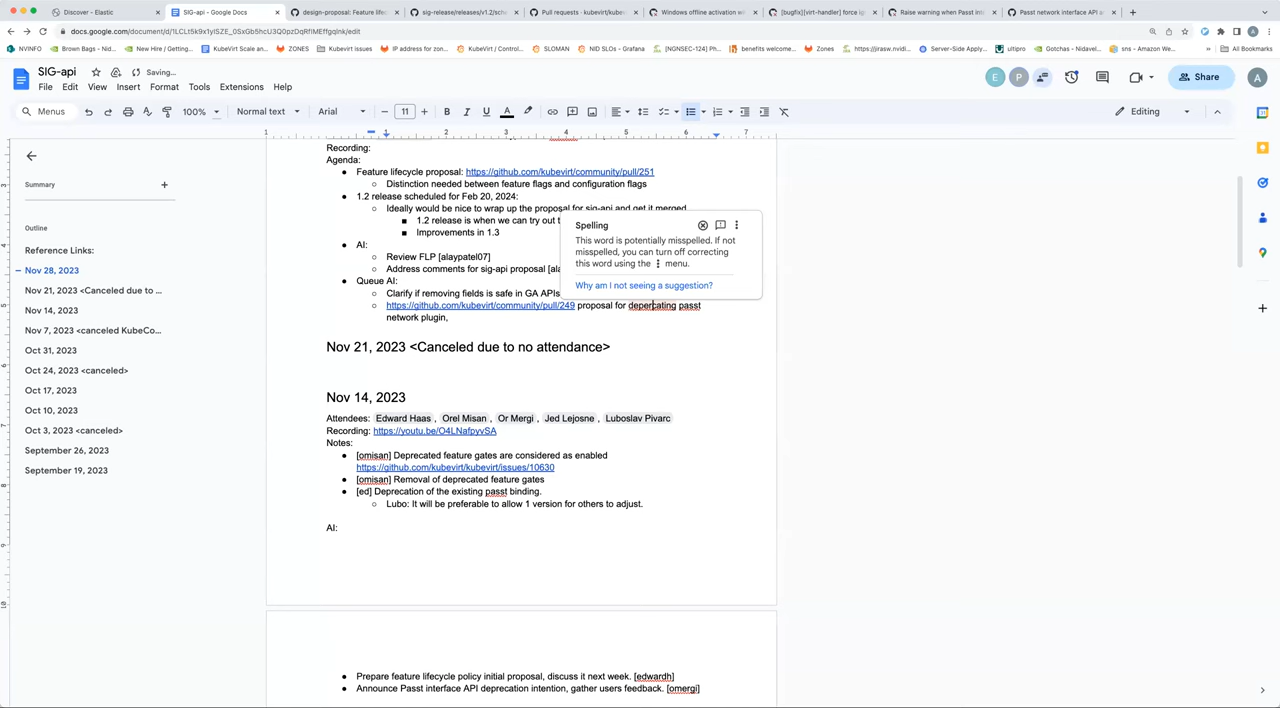 Discover – Elastic
SIG-api - Google Docs
design-proposal: Feature lifec
sig-release/releases/v1.2/sch
Pull requests · kubevirt/kube
Windows offline activation w
[bugfix][virt-handler] force ig
Raise warning when Passt int
Passt network interface API a
docs.google.com/document/d/1LCLt5k9x1yISZE_0SxGb5hcU3Q0pzDqRfIMEffgqInk/edit
NVINFO
Brown Bags – Nid...
New Hire / Getting...
KubeVirt Scale an...
ZONES
Kubevirt issues
IP address for zon...
KubeVirt / Control...
SLOMAN
NID SLOs - Grafana
[NGNSEC-124] Ph...
benefits welcome...
Zones
https://jirasw.nvidi...
Server-Side Apply...
ultipro
Gotchas - Nidavel...
sns - Amazon We...
All Bookmarks
SIG-api
Saving...
File Edit View Insert Format Tools Extensions Help
E P
Share
A
Menus
100%
Normal text
Arial
11
B I U A
Editing
1 1 2 3 4 5 6 7
Summary
Outline
Reference Links:
Nov 28, 2023
Nov 21, 2023 <Canceled due to ...
Nov 14, 2023
Nov 7, 2023 <canceled KubeCo...
Oct 31, 2023
Oct 24, 2023 <canceled>
Oct 17, 2023
Oct 10, 2023
Oct 3, 2023 <canceled>
September 26, 2023
September 19, 2023
Recording:
Agenda:
Feature lifecycle proposal: https://github.com/kubevirt/community/pull/251
Distinction needed between feature flags and configuration flags
1.2 release scheduled for Feb 20, 2024:
Ideally would be nice to wrap up the proposal for sig-api and get it merged
1.2 release is when we can try out t
Improvements in 1.3
AI:
Review FLP [alaypatel07]
Address comments for sig-api proposal [ala
Queue AI:
Clarify if removing fields is safe in GA APIs
https://github.com/kubevirt/community/pull/249 proposal for depercating passt
network plugin,
Spelling
This word is potentially misspelled. If not
misspelled, you can turn off correcting
this word using the ⋮ menu.
Why am I not seeing a suggestion?
Nov 21, 2023 <Canceled due to no attendance>
Nov 14, 2023
Attendees: Edward Haas , Orel Misan , Or Mergi , Jed Lejosne , Luboslav Pivarc
Recording: https://youtu.be/O4LNafpyvSA
Notes:
[omisan] Deprecated feature gates are considered as enabled
https://github.com/kubevirt/kubevirt/issues/10630
[omisan] Removal of deprecated feature gates
[ed] Deprecation of the existing passt binding.
Lubo: It will be preferable to allow 1 version for others to adjust.
AI:
Prepare feature lifecycle policy initial proposal, discuss it next week. [edwardh]
Announce Passt interface API deprecation intention, gather users feedback. [omergi]